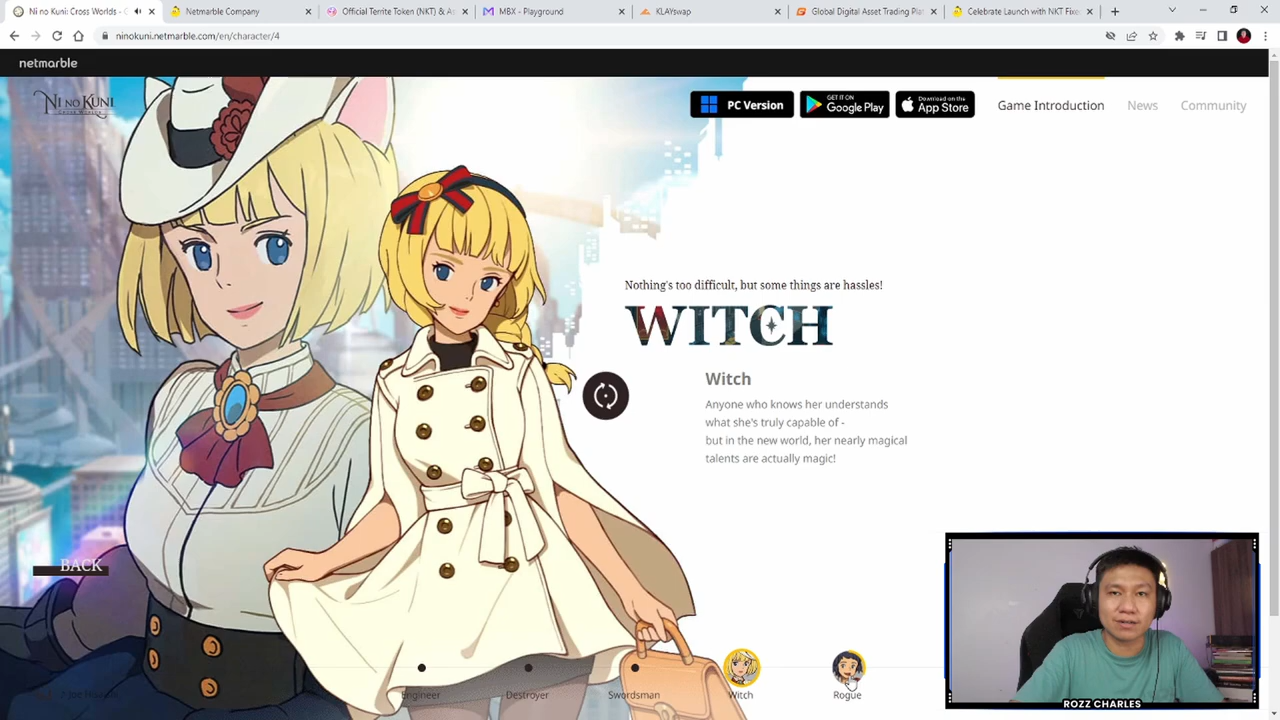 Ni no Kuni: Cross Worlds - O
Netmarble Company
Official Territe Token (NKT) & As
MBX - Playground
KLAYswap
Global Digital Asset Trading Plat
Celebrate Launch with NKT Fixe
ninokuni.netmarble.com/en/character/4
netmarble
NI NO KUNI
PC Version
GET IT ON
Google Play
Download on the
App Store
Game Introduction
News
Community
Nothing's too difficult, but some things are hassles!
WITCH
Witch
Anyone who knows her understands
what she's truly capable of -
but in the new world, her nearly magical
talents are actually magic!
BACK
Engineer
Destroyer
Swordsman
Witch
Rogue
ROZZ CHARLES